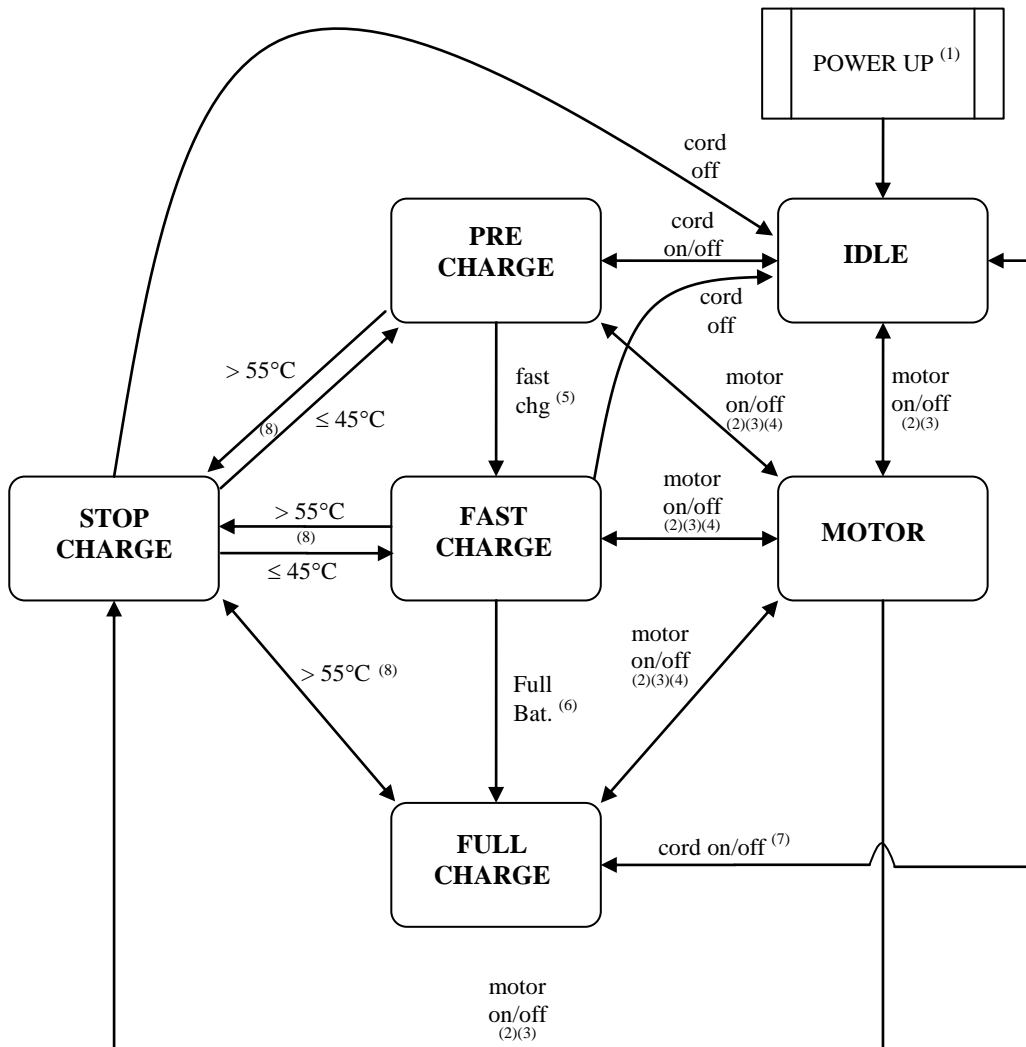 POWER UP (1)
cord
off
PRE
CHARGE
cord
on/off
IDLE
cord
off
> 55°C
(8)
≤ 45°C
fast
chg (5)
motor
on/off
(2)(3)(4)
motor
on/off
(2)(3)
STOP
CHARGE
> 55°C
(8)
≤ 45°C
FAST
CHARGE
motor
on/off
(2)(3)(4)
MOTOR
> 55°C (8)
Full
Bat. (6)
motor
on/off
(2)(3)(4)
FULL
CHARGE
cord on/off (7)
motor
on/off
(2)(3)